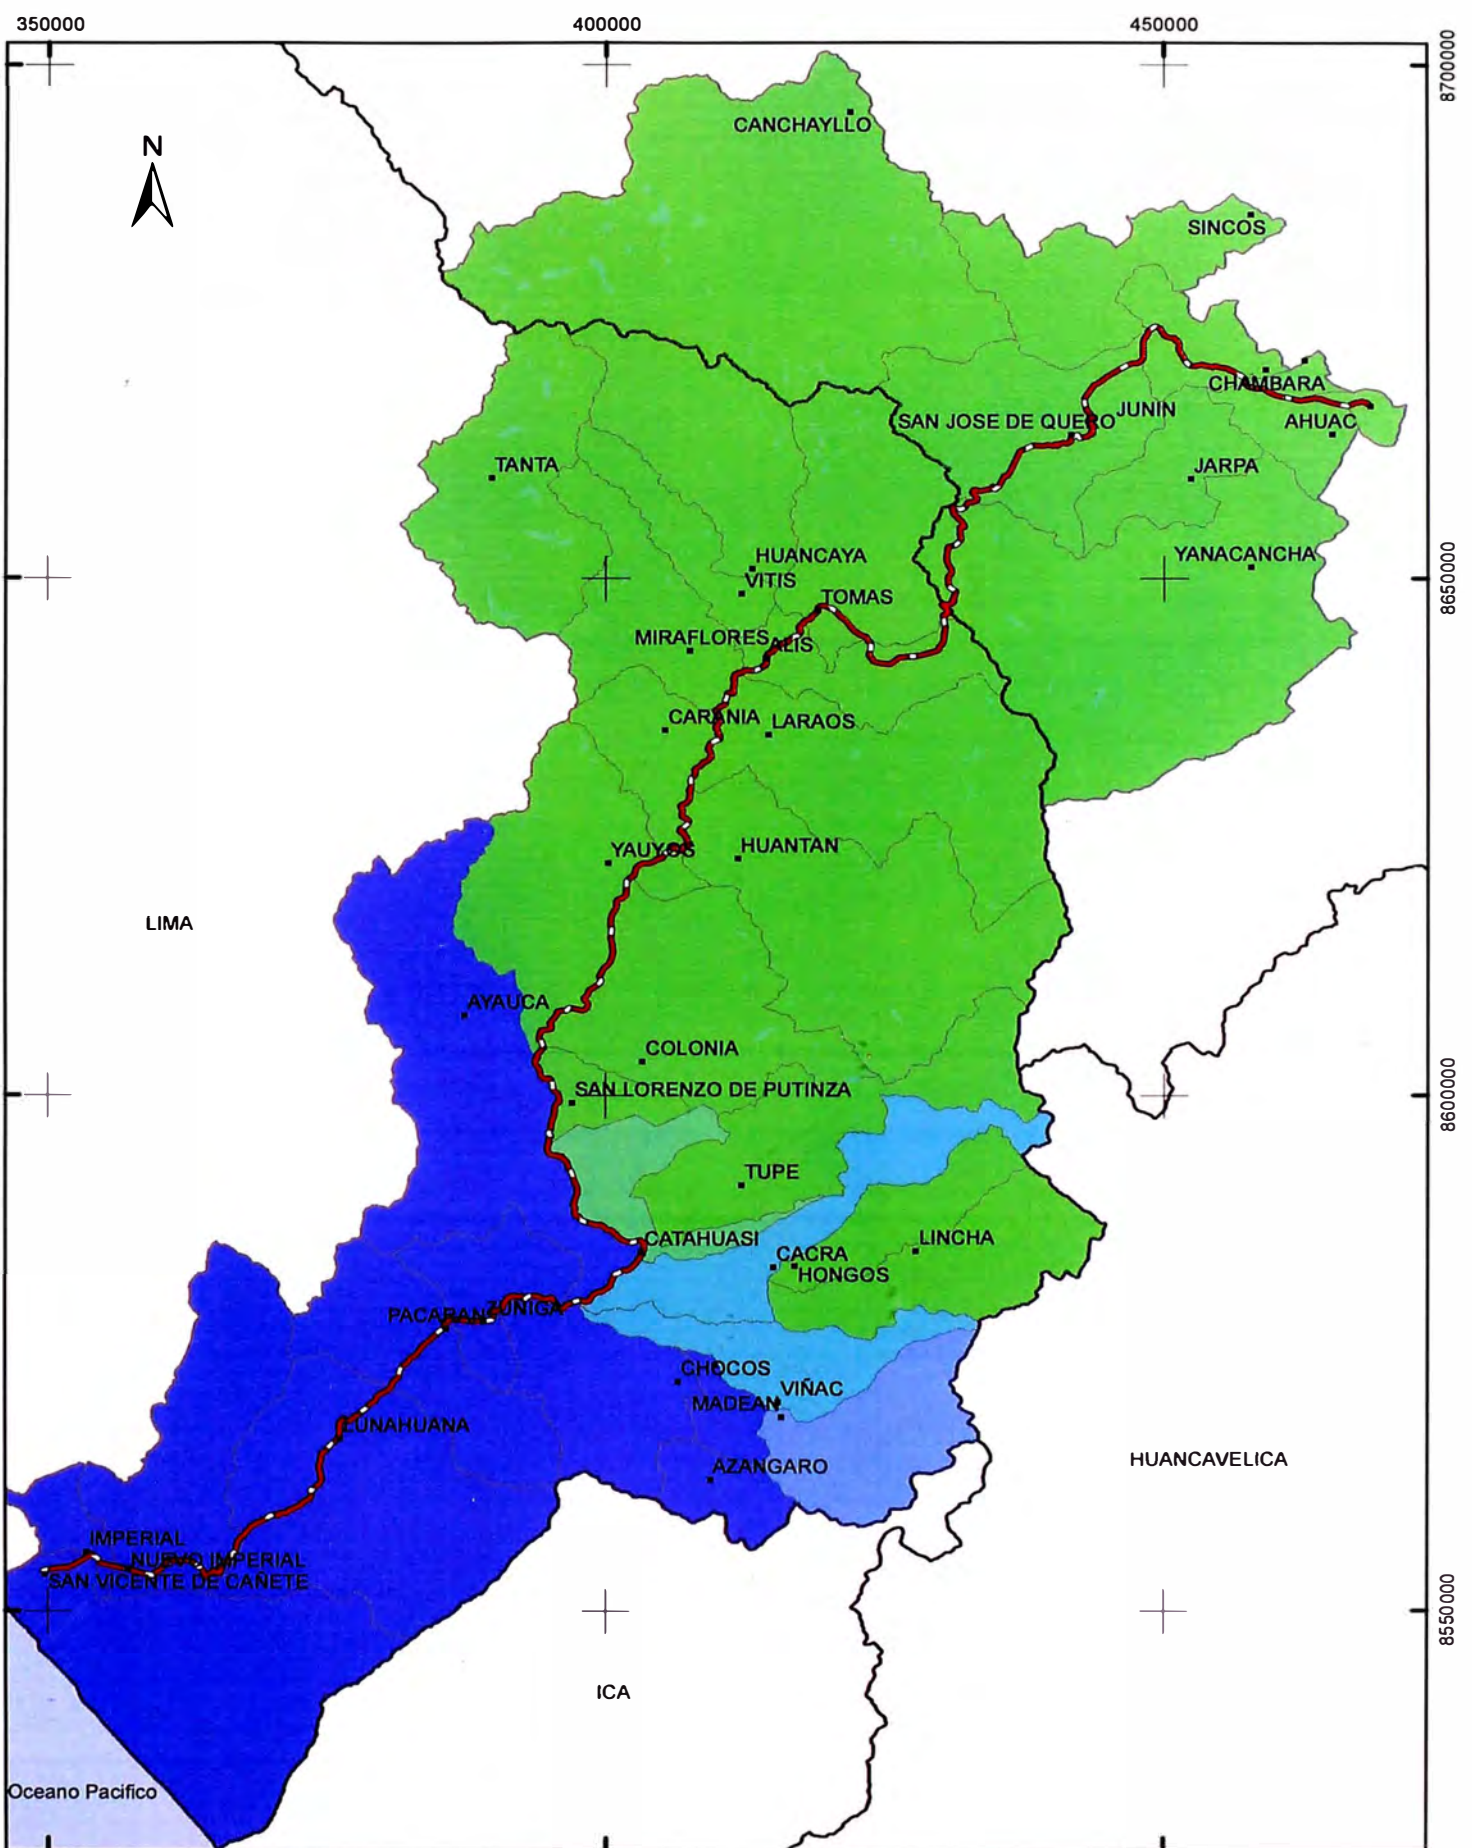 350000
400000
450000
8700000
CANCHAYLLO
N
SINCOS
CHAMBARA
JUNIN
SAN JOSE DE QUERO
AHUAC
TANTA
JARPA
HUANCAYA
YANACANCHA
VITIS
8650000
TOMAS
MIRAFLORES
ALIS
CARANIA
LARAOS
YAUYOS
HUANTAN
LIMA
AYAUCA
COLONIA
SAN LORENZO DE PUTINZA
8600000
TUPE
CATAHUASI
LINCHA
CACRA
HONGOS
ZUÑIGA
PACARAN
CHOCOS
VIÑAC
MADEAN
LUNAHUANA
HUANCAVELICA
AZANGARO
IMPERIAL
NUEVO IMPERIAL
SAN VICENTE DE CAÑETE
8550000
ICA
Oceano Pacifico